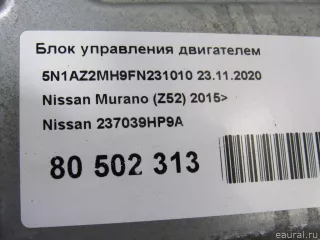 Блок управления двигателем
5N1AZ2MH9FN231010 23.11.2020
Nissan Murano (Z52) 2015>
Nissan 237039HP9A
80 502 313
eaural.ru